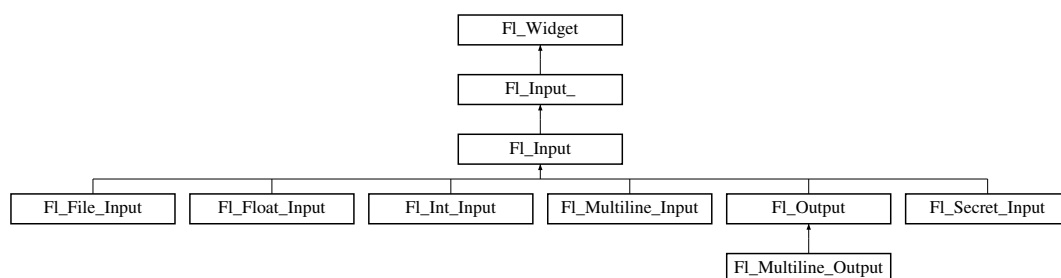 Fl_Widget
Fl_Input_
Fl_Input
Fl_File_Input Fl_Float_Input Fl_Int_Input Fl_Multiline_Input Fl_Output Fl_Secret_Input
Fl_Multiline_Output